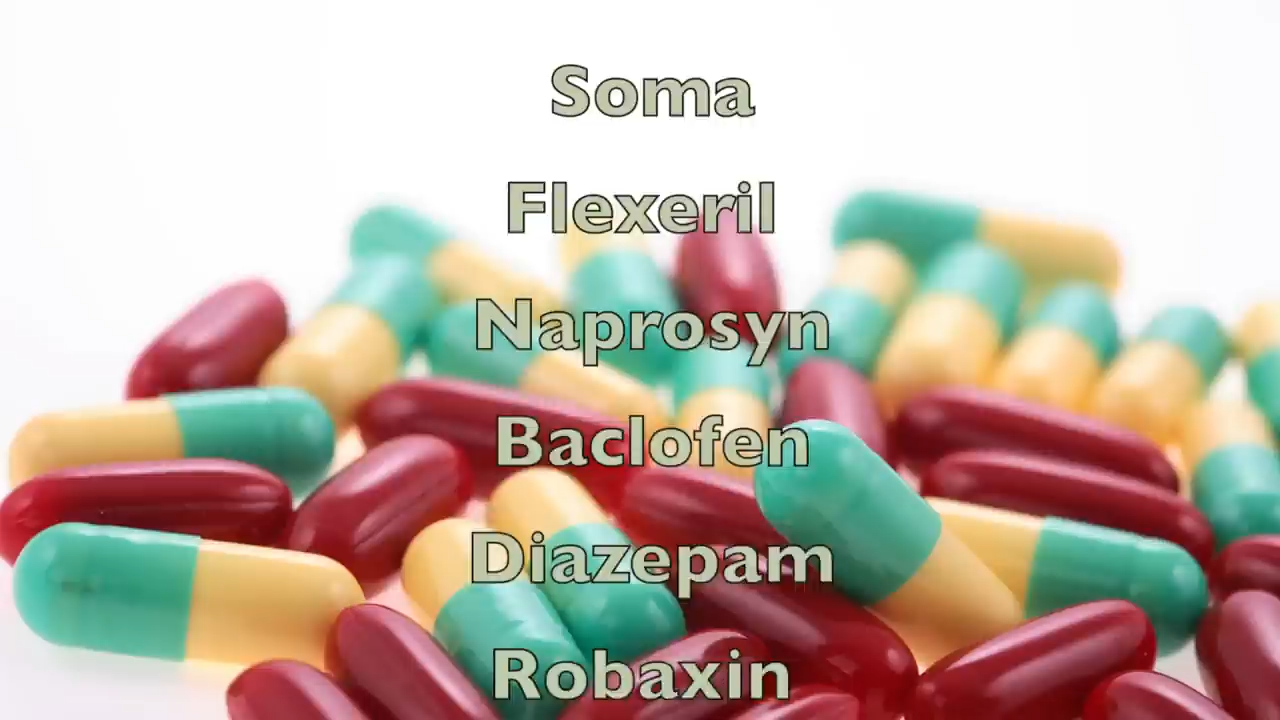 Soma
Flexeril
Naprosyn
Baclofen
Diazepam
Robaxin